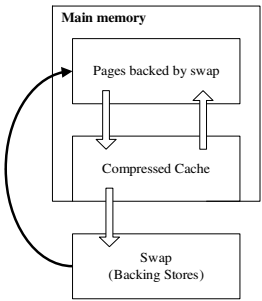 Main memory
Pages backed by swap
Compressed Cache
Swap
(Backing Stores)